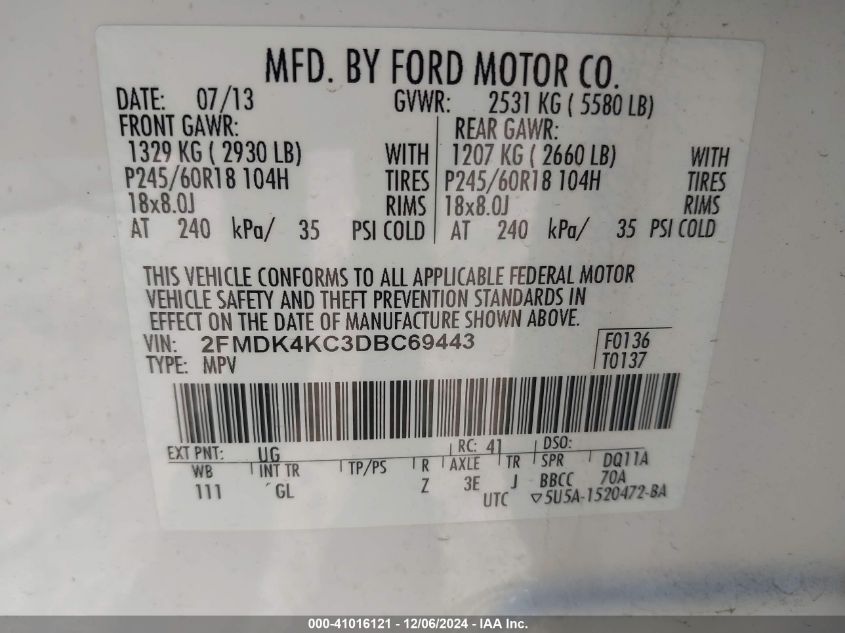 MFD. BY FORD MOTOR CO.
DATE: 07/13 GVWR: 2531 KG ( 5580 LB)
FRONT GAWR: REAR GAWR:
1329 KG ( 2930 LB) WITH 1207 KG ( 2660 LB) WITH
P245/60R18 104H TIRES P245/60R18 104H TIRES
18x8.0J RIMS 18x8.0J RIMS
AT 240 kPa/ 35 PSI COLD AT 240 kPa/ 35 PSI COLD
THIS VEHICLE CONFORMS TO ALL APPLICABLE FEDERAL MOTOR
VEHICLE SAFETY AND THEFT PREVENTION STANDARDS IN
EFFECT ON THE DATE OF MANUFACTURE SHOWN ABOVE.
VIN: 2FMDK4KC3DBC69443 F0136
TYPE: MPV T0137
EXT PNT: UG RC: 41 DSO:
WB INT TR TP/PS R AXLE TR SPR DQ11A
111 GL Z 3E J BBCC 70A
UTC ▽5U5A-1520472-BA
000-41016121 - 12/06/2024 - IAA Inc.